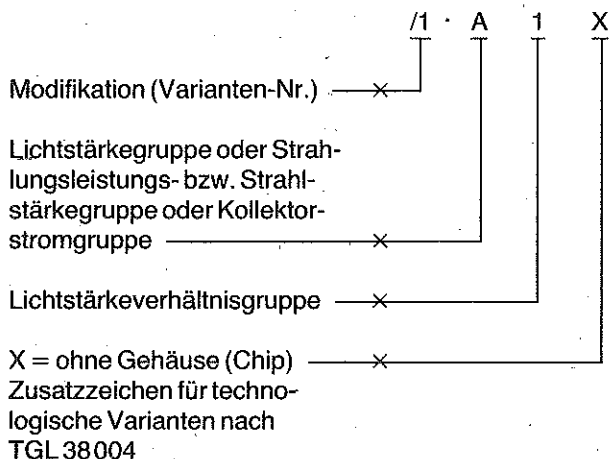 /1 · A 1 X
Modifikation (Varianten-Nr.)
Lichtstärkegruppe oder Strah-
lungsleistungs- bzw. Strahl-
stärkegruppe oder Kollektor-
stromgruppe
Lichtstärkeverhältnisgruppe
X = ohne Gehäuse (Chip)
Zusatzzeichen für techno-
logische Varianten nach
TGL 38004